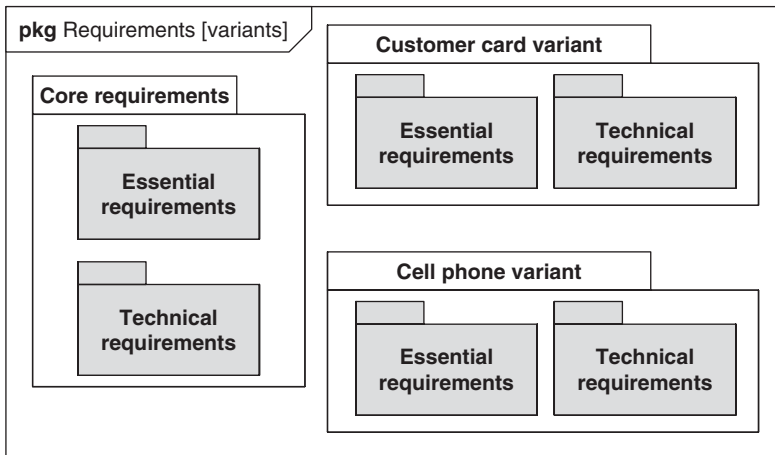 pkg Requirements [variants]
Core requirements
Essential
requirements
Technical
requirements
Customer card variant
Essential
requirements
Technical
requirements
Cell phone variant
Essential
requirements
Technical
requirements